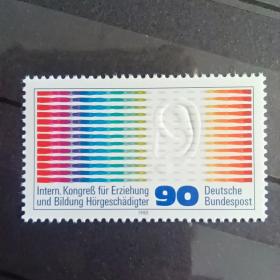 Intern. Kongreß für Erziehung
und Bildung Hörgeschädigter
90
Deutsche
Bundespost
1980